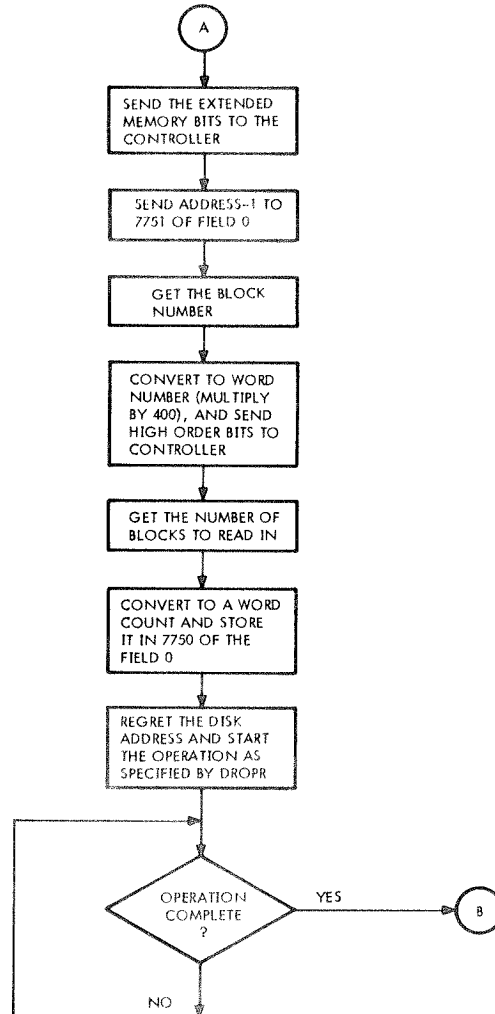 A
SEND THE EXTENDED
MEMORY BITS TO THE
CONTROLLER
SEND ADDRESS-1 TO
7751 OF FIELD 0
GET THE BLOCK
NUMBER
CONVERT TO WORD
NUMBER (MULTIPLY
BY 400), AND SEND
HIGH ORDER BITS TO
CONTROLLER
GET THE NUMBER OF
BLOCKS TO READ IN
CONVERT TO A WORD
COUNT AND STORE
IT IN 7750 OF THE
FIELD 0
REGRET THE DISK
ADDRESS AND START
THE OPERATION AS
SPECIFIED BY DROPR
OPERATION
COMPLETE
?
YES
B
NO